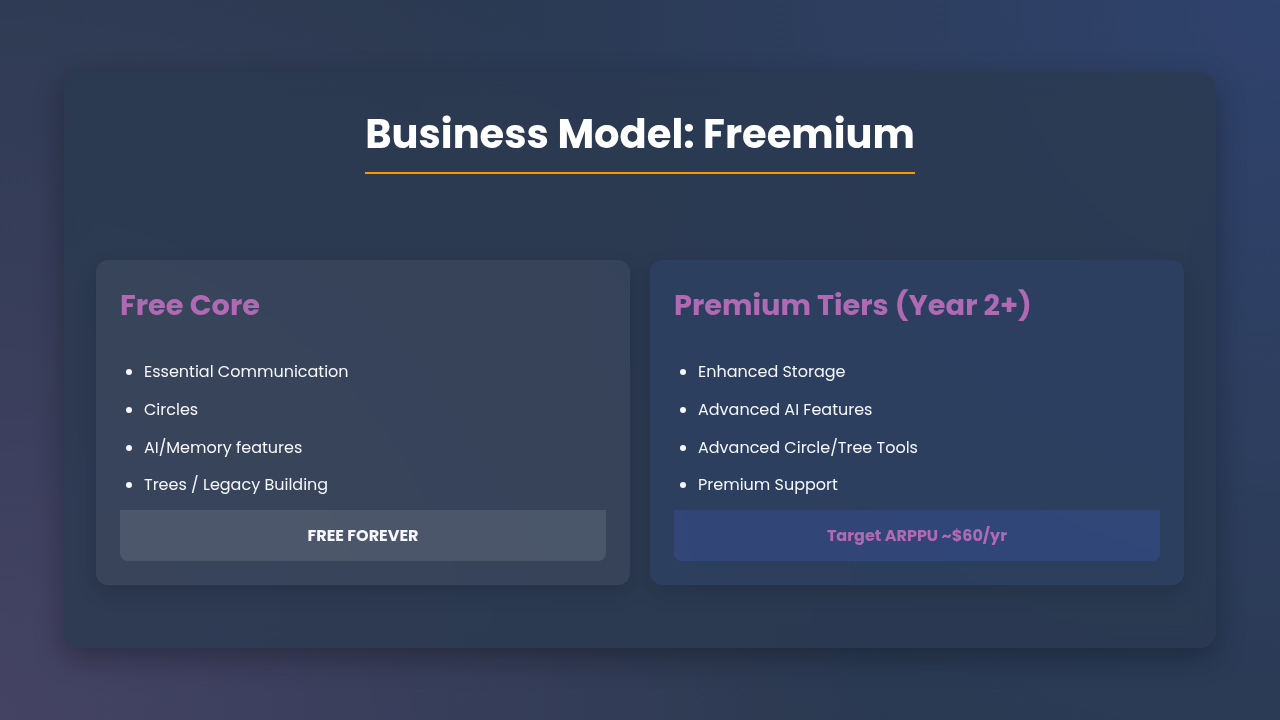 Business Model: Freemium
Free Core
Essential Communication
Circles
AI/Memory features
Trees / Legacy Building
FREE FOREVER
Premium Tiers (Year 2+)
Enhanced Storage
Advanced AI Features
Advanced Circle/Tree Tools
Premium Support
Target ARPPU ~$60/yr